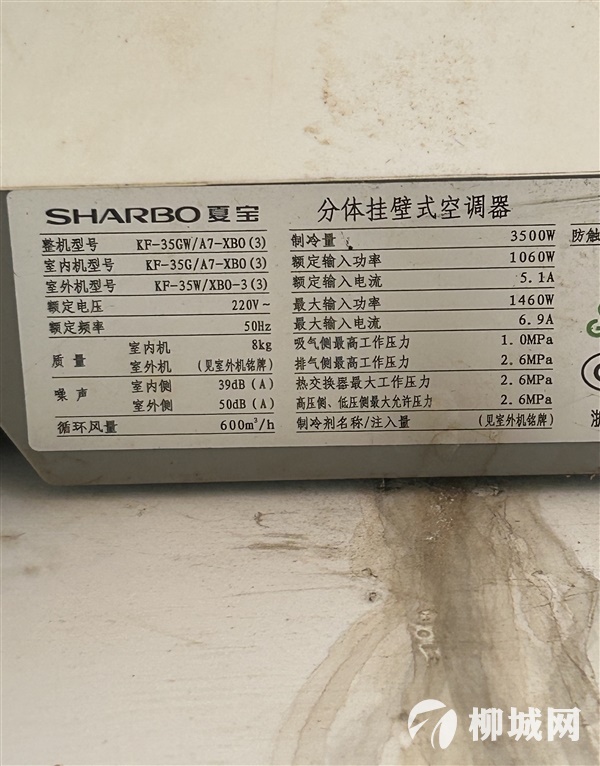 SHARBO 夏宝 分体挂壁式空调器
整机型号 KF-35GW/A7-XB0(3)
室内机型号 KF-35G/A7-XB0(3)
室外机型号 KF-35W/XB0-3(3)
额定电压 220V~
额定频率 50Hz
质量 室内机 8kg
室外机 (见室外机铭牌)
噪声 室内侧 39dB(A)
室外侧 50dB(A)
循环风量 600m³/h
制冷量 3500W
额定输入功率 1060W
额定输入电流 5.1A
最大输入功率 1460W
最大输入电流 6.9A
吸气侧最高工作压力 1.0MPa
排气侧最高工作压力 2.6MPa
热交换器最大工作压力 2.6MPa
高压侧、低压侧最大允许压力 2.6MPa
制冷剂名称/注入量 (见室外机铭牌)
防触
浙
柳城网